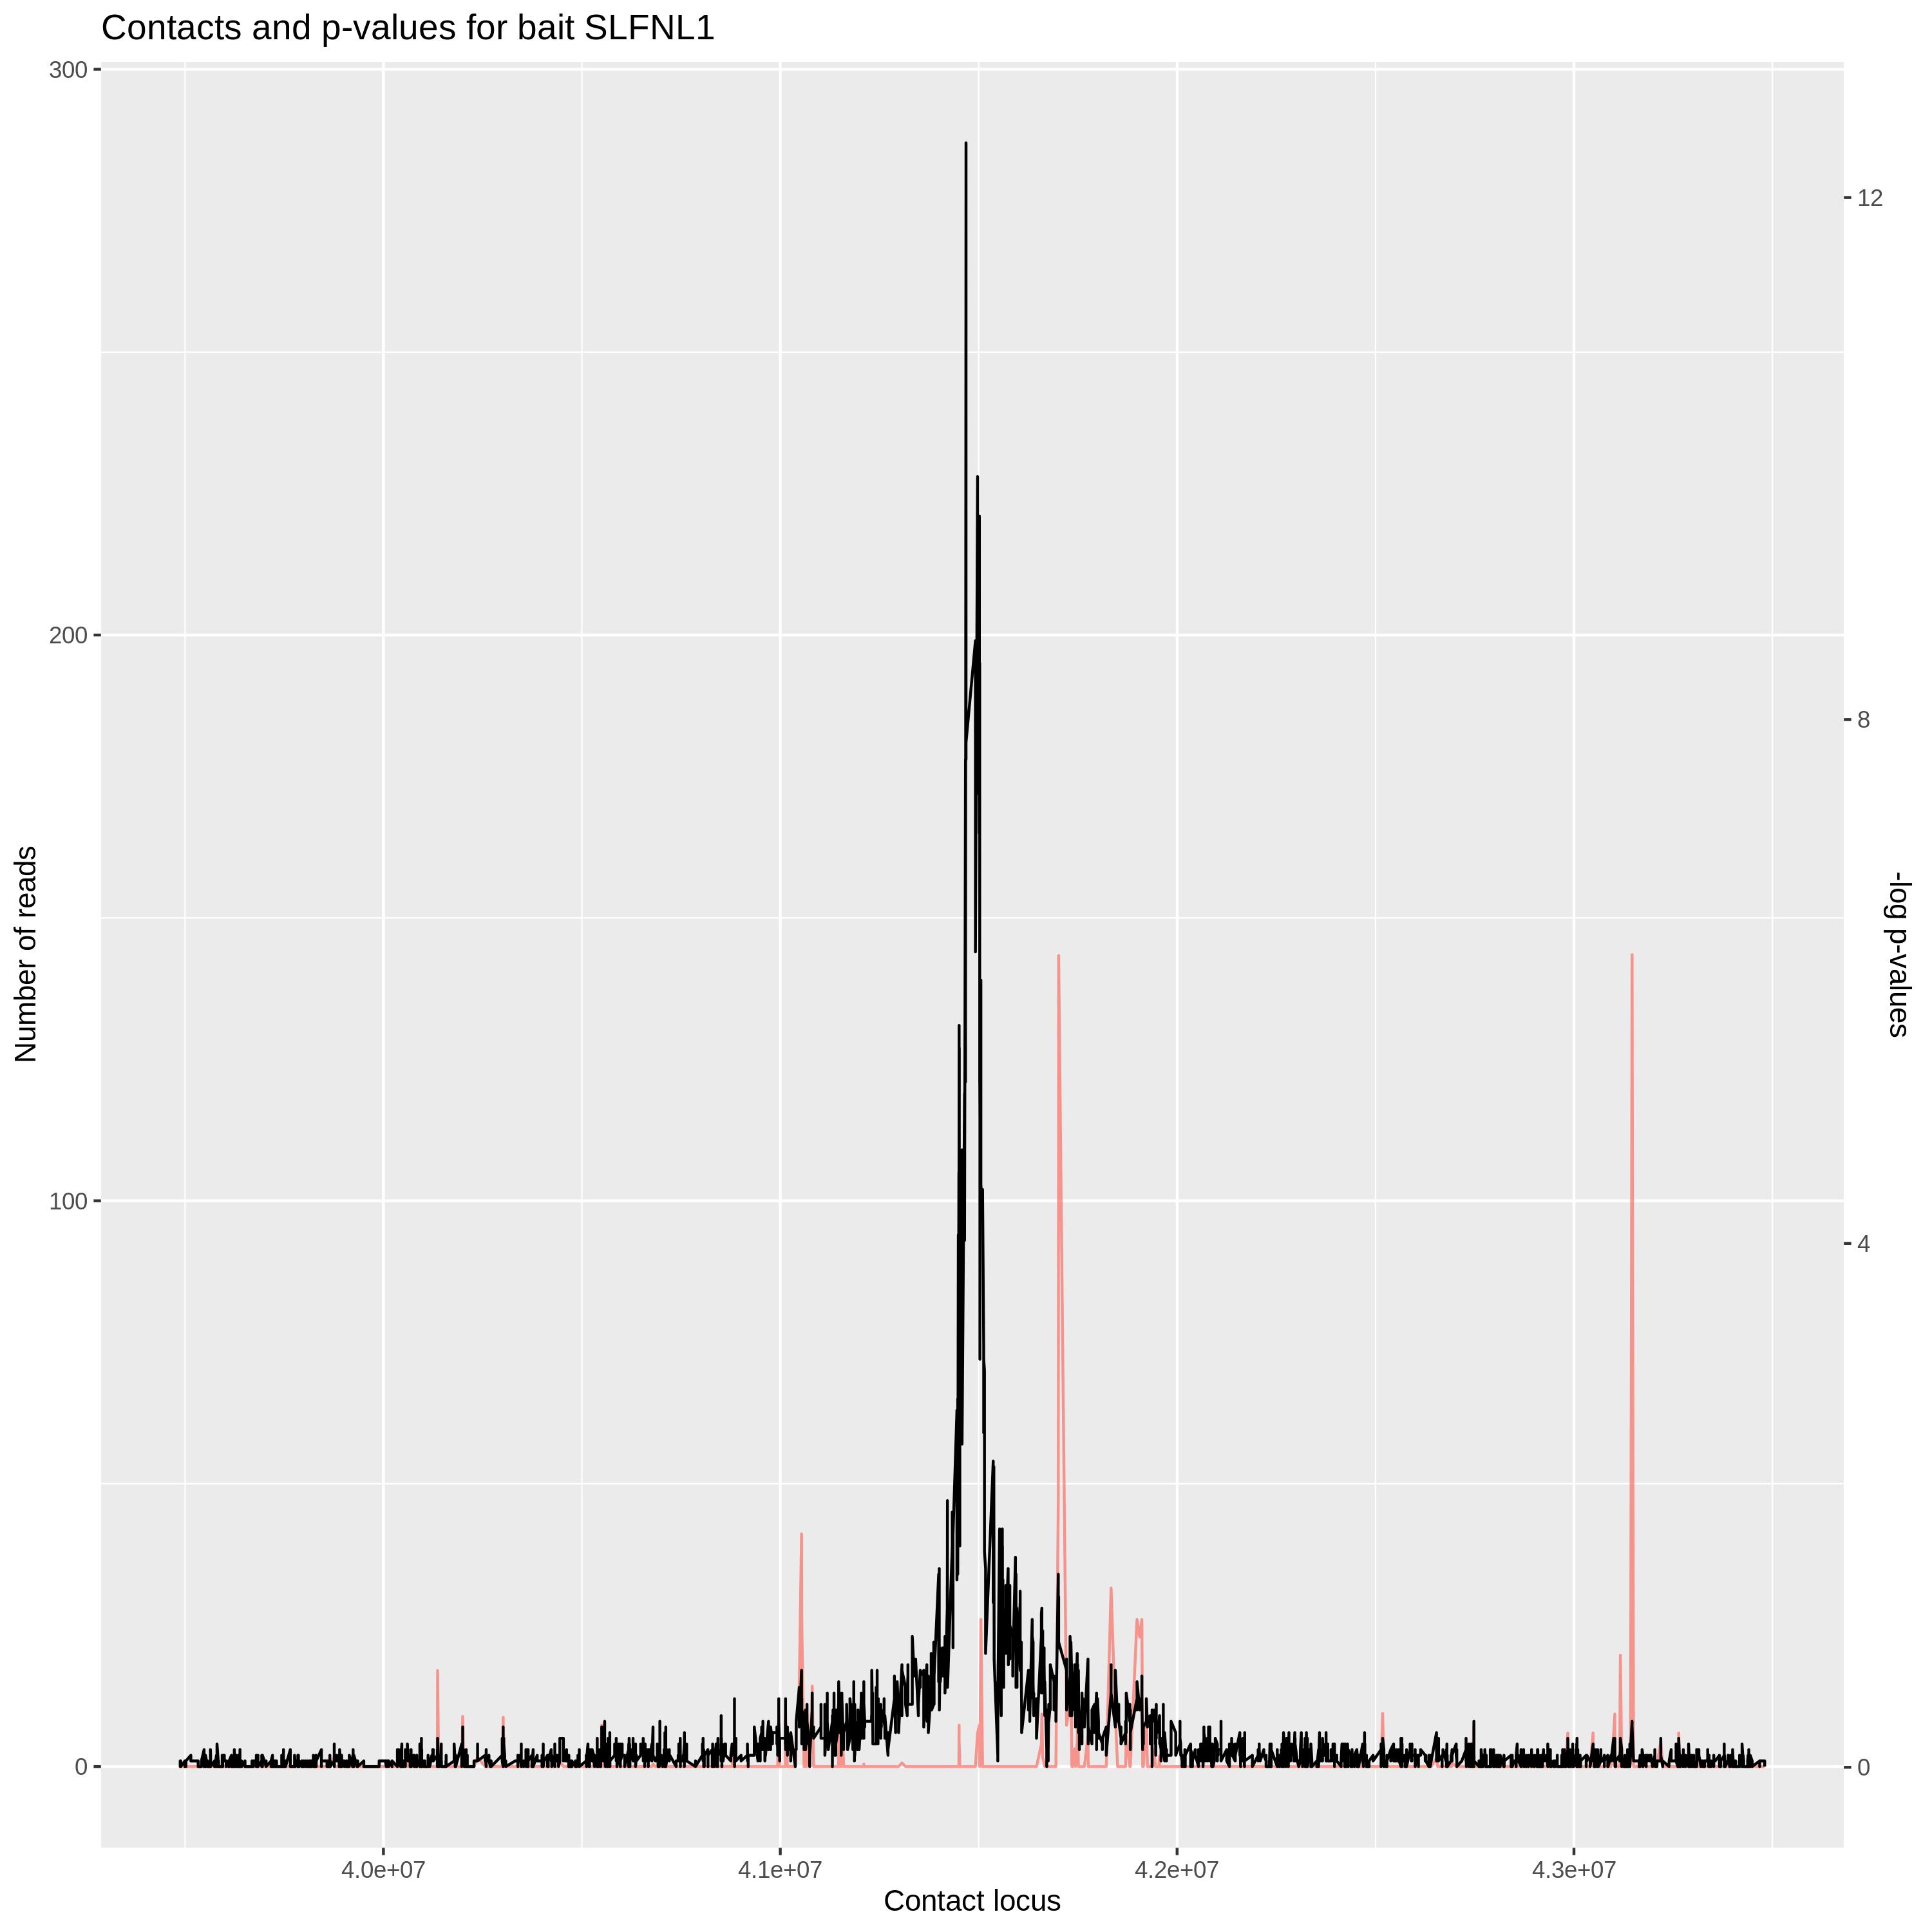 Contacts and p-values for bait SLFNL1
300
200
100
0
Number of reads
12
8
4
0
-log p-values
4.0e+07
4.1e+07
4.2e+07
4.3e+07
Contact locus